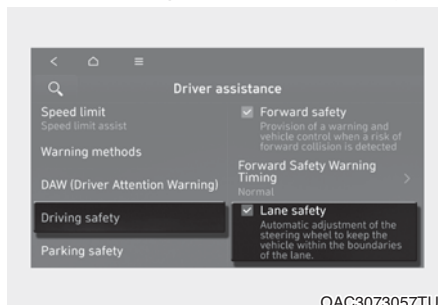 Driver assistance
Speed limit
Speed limit assist
Warning methods
DAW (Driver Attention Warning)
Driving safety
Parking safety
Forward safety
Provision of a warning and
vehicle control when a risk of
forward collision is detected
Forward Safety Warning
Timing
Normal
Lane safety
Automatic adjustment of the
steering wheel to keep the
vehicle within the boundaries
of the lane.
OAC3073057TU